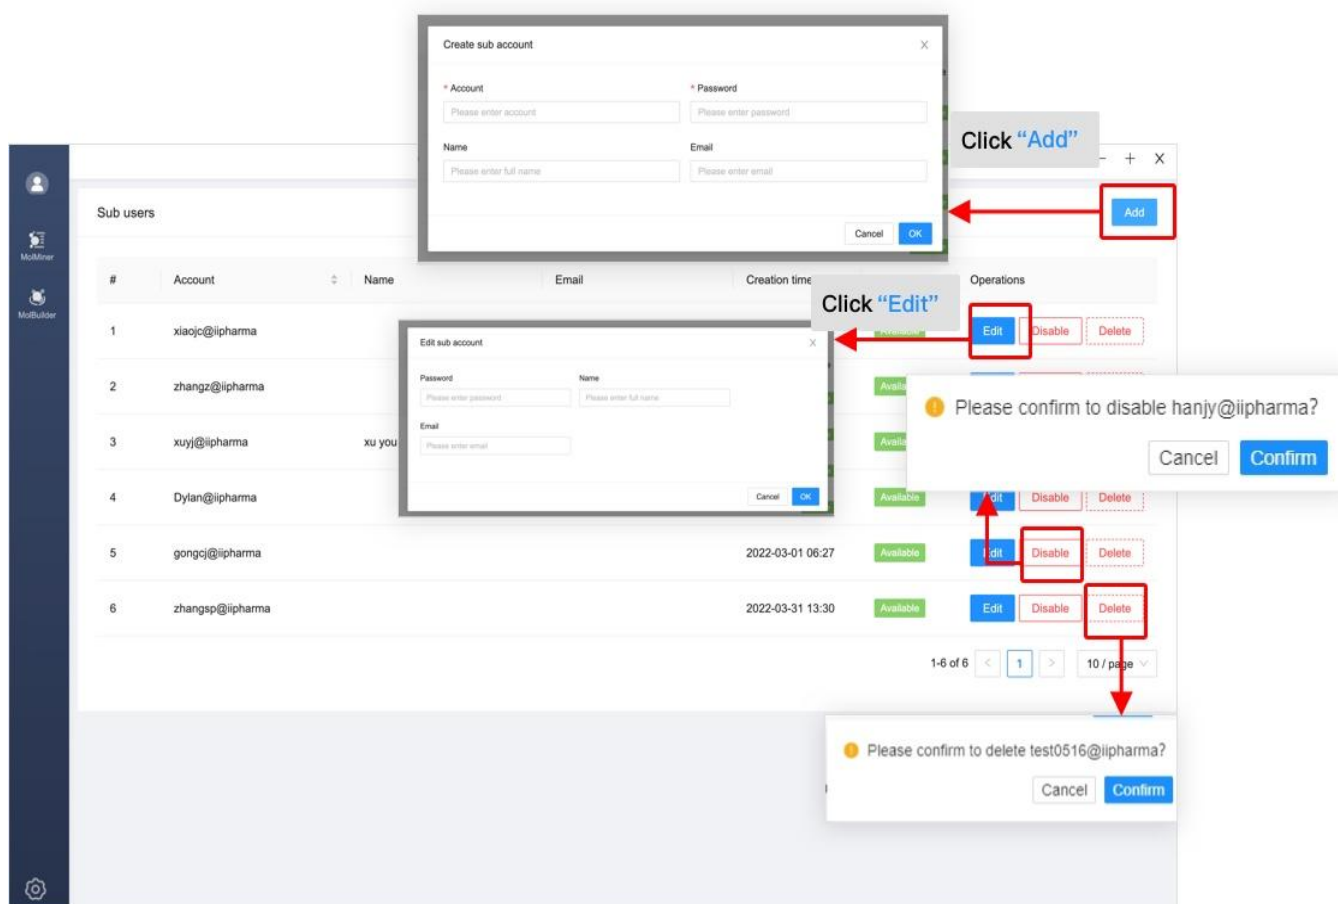 Create sub account X
* Account * Password
Please enter account Please enter password
Name Email
Please enter full name Please enter email
Cancel OK
Click “Add”
- + X
Sub users Add
MolMiner
MolBuilder
# Account Name Email Creation time Operations
1 xiaojc@iipharma Edit Disable Delete
Click “Edit”
Edit sub account X
Password Name
Please enter password Please enter full name
Email
Please enter email
Cancel OK
2 zhangz@iipharma
Please confirm to disable hanjy@iipharma?
Cancel Confirm
3 xuyj@iipharma xu you
4 Dylan@iipharma Available Edit Disable Delete
5 gongcj@iipharma 2022-03-01 06:27 Available Edit Disable Delete
6 zhangsp@iipharma 2022-03-31 13:30 Available Edit Disable Delete
1-6 of 6 < 1 > 10 / page
Please confirm to delete test0516@iipharma?
Cancel Confirm